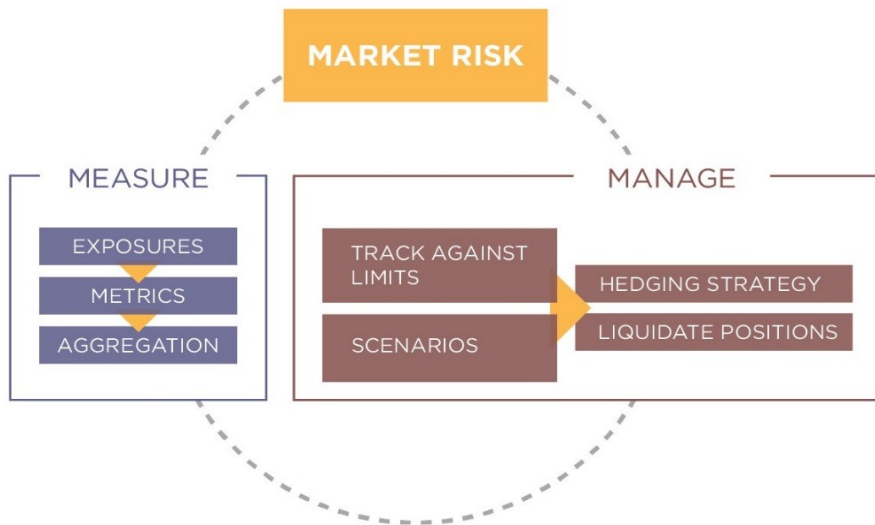 MARKET RISK
MEASURE
EXPOSURES
METRICS
AGGREGATION
MANAGE
TRACK AGAINST
LIMITS
SCENARIOS
HEDGING STRATEGY
LIQUIDATE POSITIONS